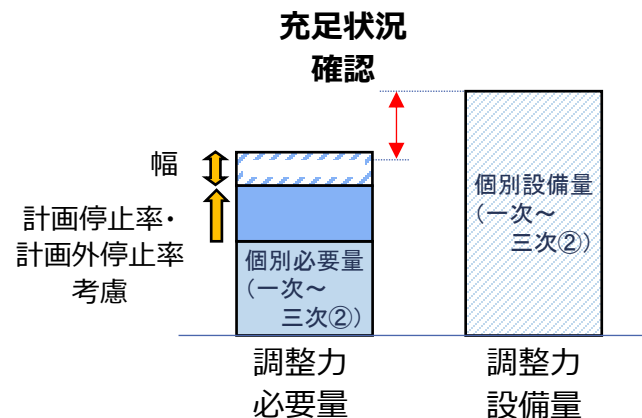 充足状況
確認
幅
計画停止率・
計画外停止率
考慮
個別必要量
(一次～
三次②)
個別設備量
(一次～
三次②)
調整力
必要量
調整力
設備量